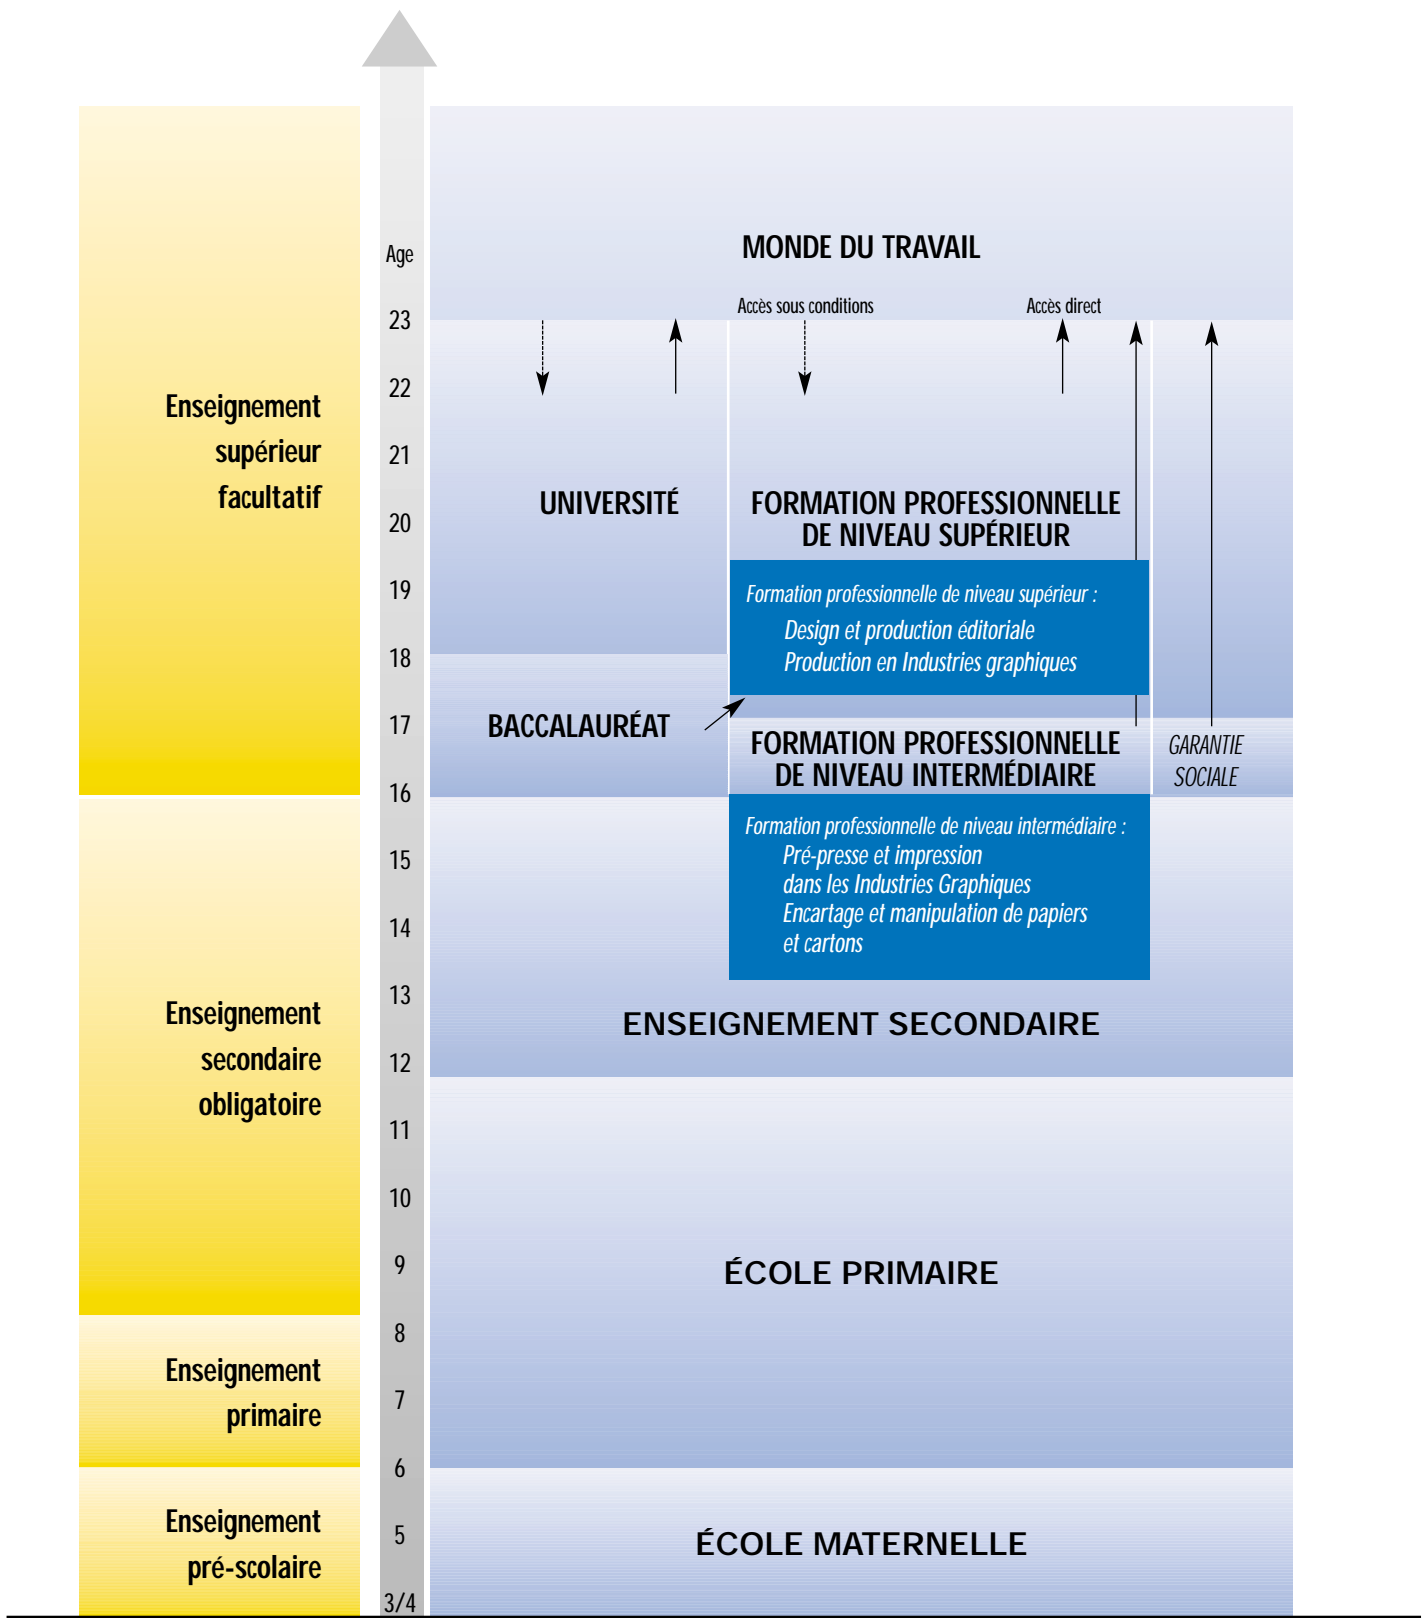 Age
MONDE DU TRAVAIL
Accès sous conditions
Accès direct
23
22
21
20
19
18
17
16
15
14
13
12
11
10
9
8
7
6
5
3/4
Enseignement
supérieur
facultatif
UNIVERSITÉ
FORMATION PROFESSIONNELLE
DE NIVEAU SUPÉRIEUR
Formation professionnelle de niveau supérieur :
Design et production éditoriale
Production en Industries graphiques
BACCALAURÉAT
FORMATION PROFESSIONNELLE
DE NIVEAU INTERMÉDIAIRE
GARANTIE
SOCIALE
Formation professionnelle de niveau intermédiaire :
Pré-presse et impression
dans les Industries Graphiques
Encartage et manipulation de papiers
et cartons
Enseignement
secondaire
obligatoire
ENSEIGNEMENT SECONDAIRE
ÉCOLE PRIMAIRE
Enseignement
primaire
Enseignement
pré-scolaire
ÉCOLE MATERNELLE